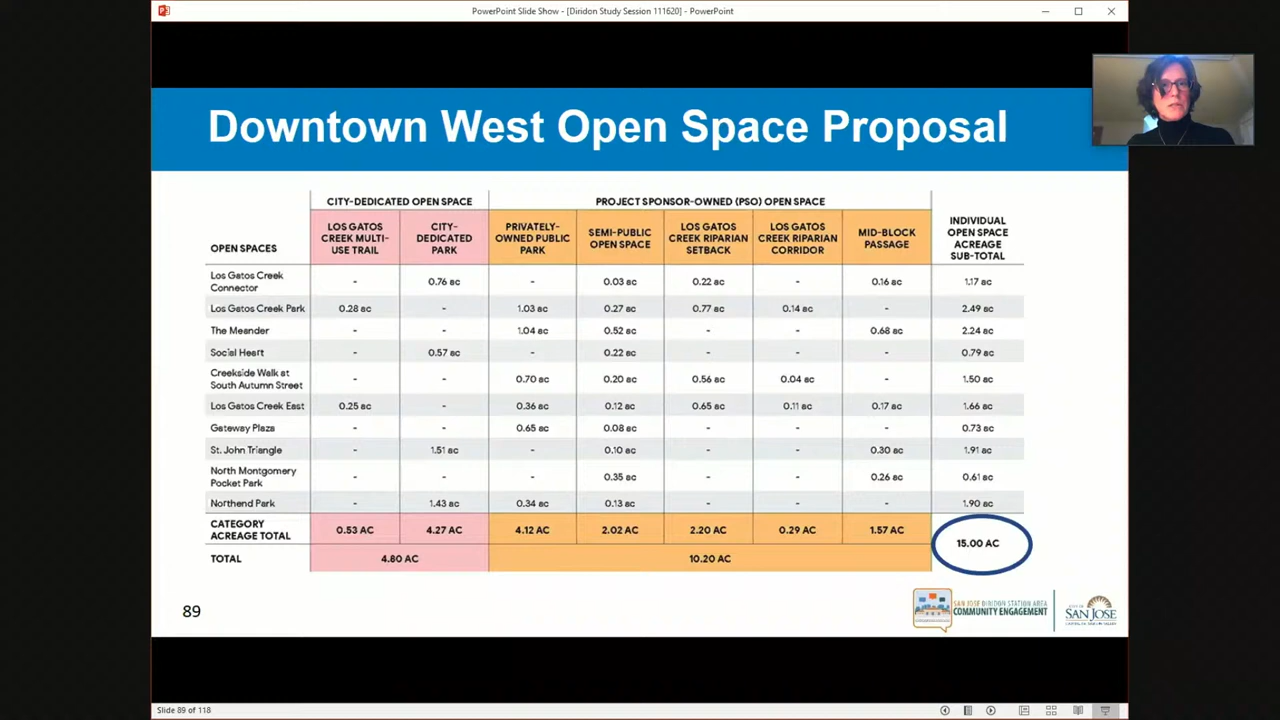 PowerPoint Slide Show - [Diridon Study Session 111620] - PowerPoint
Downtown West Open Space Proposal
CITY-DEDICATED OPEN SPACE PROJECT SPONSOR-OWNED (PSO) OPEN SPACE
OPEN SPACES
LOS GATOS
CREEK MULTI-
USE TRAIL
CITY-
DEDICATED
PARK
PRIVATELY-
OWNED PUBLIC
PARK
SEMI-PUBLIC
OPEN SPACE
LOS GATOS
CREEK RIPARIAN
SETBACK
LOS GATOS
CREEK RIPARIAN
CORRIDOR
MID-BLOCK
PASSAGE
INDIVIDUAL
OPEN SPACE
ACREAGE
SUB-TOTAL
Los Gatos Creek
Connector
- 0.76 ac - 0.03 ac 0.22 ac - 0.16 ac 1.17 ac
Los Gatos Creek Park 0.28 ac - 1.03 ac 0.27 ac 0.77 ac 0.14 ac - 2.49 ac
The Meander - - 1.04 ac 0.52 ac - - 0.68 ac 2.24 ac
Social Heart - 0.57 ac - 0.22 ac - - - 0.79 ac
Creekside Walk at
South Autumn Street
- - 0.70 ac 0.20 ac 0.56 ac 0.04 ac - 1.50 ac
Los Gatos Creek East 0.25 ac - 0.36 ac 0.12 ac 0.65 ac 0.11 ac 0.17 ac 1.66 ac
Gateway Plaza - - 0.65 ac 0.08 ac - - - 0.73 ac
St. John Triangle - 1.51 ac - 0.10 ac - - 0.30 ac 1.91 ac
North Montgomery
Pocket Park
- - - 0.35 ac - - 0.26 ac 0.61 ac
Northend Park - 1.43 ac 0.34 ac 0.13 ac - - - 1.90 ac
CATEGORY
ACREAGE TOTAL
0.53 AC 4.27 AC 4.12 AC 2.02 AC 2.20 AC 0.29 AC 1.57 AC
15.00 AC
TOTAL 4.80 AC 10.20 AC
89
SAN JOSE DIRIDON STATION AREA
COMMUNITY ENGAGEMENT
CITY OF
SAN JOSE
CAPITAL OF SILICON VALLEY
Slide 89 of 118